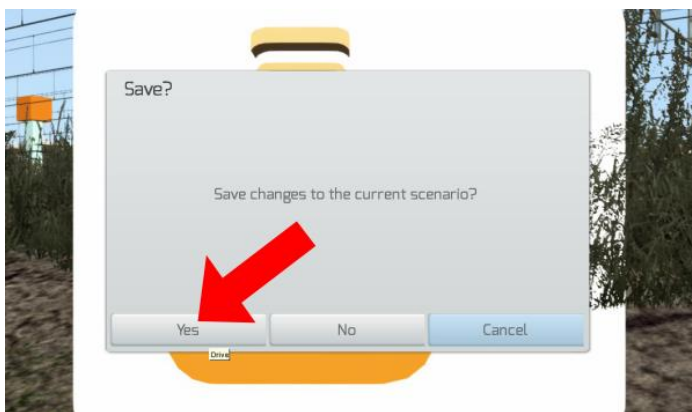 Save?
Save changes to the current scenario?
Yes No Cancel
Drive